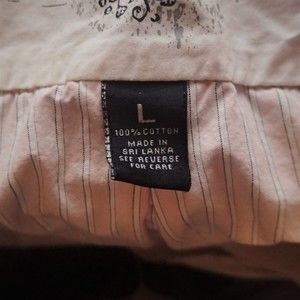 L
100% COTTON
MADE IN
SRI LANKA
SEE REVERSE
FOR CARE